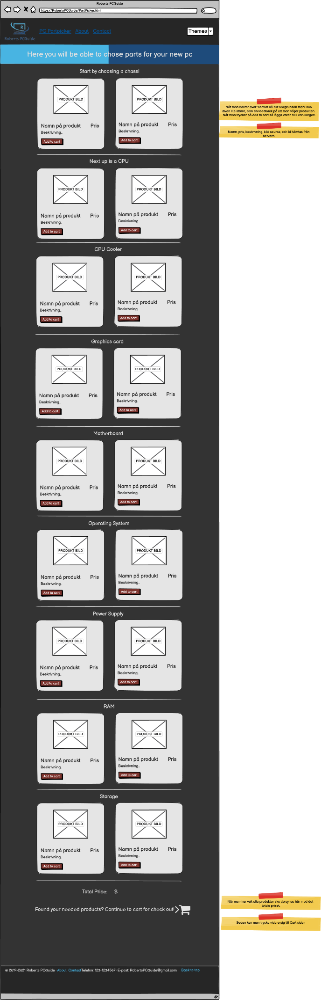 Roberts PCGuide
https://RobertsPCGuide/PartPicker.html
R
Roberts PCGuide
PC Partpicker About Contact
Themes
Here you will be able to chose parts for your new pc
Start by choosing a chassi
PRODUKT BILD PRODUKT BILD
Namn på produkt Pris Namn på produkt Pris
Beskrivning.. Beskrivning..
Add to cart Add to cart
När man hovrer över 'card'et så blir bakgrunden mörk och
diven lite större, som en feedback på att man väljer produkten.
När man trycker på Add to cart så läggs varan till i varukorgen.
Namn, pris, beskrivning, bild source, och id hämtas från
servern.
Next up is a CPU
PRODUKT BILD PRODUKT BILD
Namn på produkt Pris Namn på produkt Pris
Beskrivning.. Beskrivning..
Add to cart Add to cart
CPU Cooler
PRODUKT BILD PRODUKT BILD
Namn på produkt Pris Namn på produkt Pris
Beskrivning.. Beskrivning..
Add to cart Add to cart
Graphics card
PRODUKT BILD PRODUKT BILD
Namn på produkt Pris Namn på produkt Pris
Beskrivning.. Beskrivning..
Add to cart Add to cart
Motherboard
PRODUKT BILD PRODUKT BILD
Namn på produkt Pris Namn på produkt Pris
Beskrivning.. Beskrivning..
Add to cart Add to cart
Operating System
PRODUKT BILD PRODUKT BILD
Namn på produkt Pris Namn på produkt Pris
Beskrivning.. Beskrivning..
Add to cart Add to cart
Power Supply
PRODUKT BILD PRODUKT BILD
Namn på produkt Pris Namn på produkt Pris
Beskrivning.. Beskrivning..
Add to cart Add to cart
RAM
PRODUKT BILD PRODUKT BILD
Namn på produkt Pris Namn på produkt Pris
Beskrivning.. Beskrivning..
Add to cart Add to cart
Storage
PRODUKT BILD PRODUKT BILD
Namn på produkt Pris Namn på produkt Pris
Beskrivning.. Beskrivning..
Add to cart Add to cart
Total Price: $
Found your needed products? Continue to cart for check out!
När man har valt alla produkter ska de synas här med det
totala priset.
Sedan kan man trycka vidare sig till Cart sidan
© 2019-2021 Roberts PCGuide · About Contact Telefon: 123-1234567 · E-post: RobertsPCGuide@gmail.com Back to top